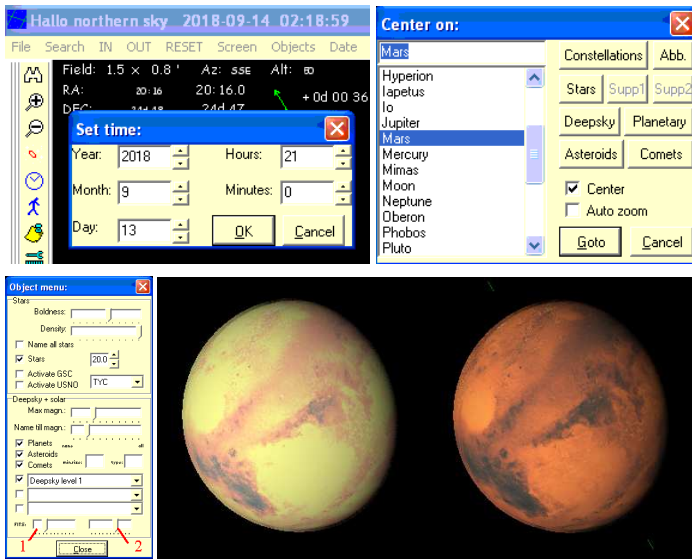 Hallo northern sky 2018-09-14 02:18:59
File Search IN OUT RESET Screen Objects Date
Field: 1.5 x 0.8 ' Az: SSE Alt:
RA: 20:16 20:16.0 + 0d 00 36
DEC: 24d 48 24d 47
Set time:
Year: 2018 Hours: 21
Month: 9 Minutes: 0
Day: 13 OK Cancel
Center on:
Mars Constellations Abb.
Hyperion
Iapetus Stars Supp1 Supp2
Io
Jupiter Deepsky Planetary
Mars
Mercury Asteroids Comets
Mimas
Moon Center
Neptune Auto zoom
Oberon
Phobos Goto Cancel
Pluto
Object menu:
Stars
Boldness:
Density:
Name all stars
Stars 20.0
Activate GSC
Activate USNO TYC
Deepsky + solar
Max magn.:
Name till magn.:
Planets
Asteroids
Comets
Deepsky level 1
1 2
Close